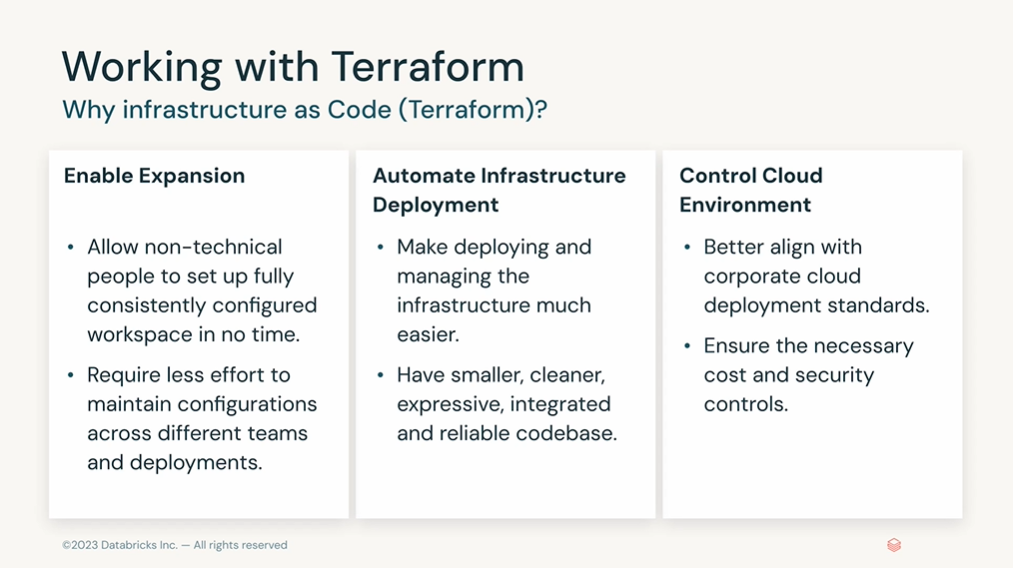 Working with Terraform
Why infrastructure as Code (Terraform)?
Enable Expansion
• Allow non-technical
people to set up fully
consistently configured
workspace in no time.
• Require less effort to
maintain configurations
across different teams
and deployments.
Automate Infrastructure
Deployment
• Make deploying and
managing the
infrastructure much
easier.
• Have smaller, cleaner,
expressive, integrated
and reliable codebase.
Control Cloud
Environment
• Better align with
corporate cloud
deployment standards.
• Ensure the necessary
cost and security
controls.
©2023 Databricks Inc. — All rights reserved